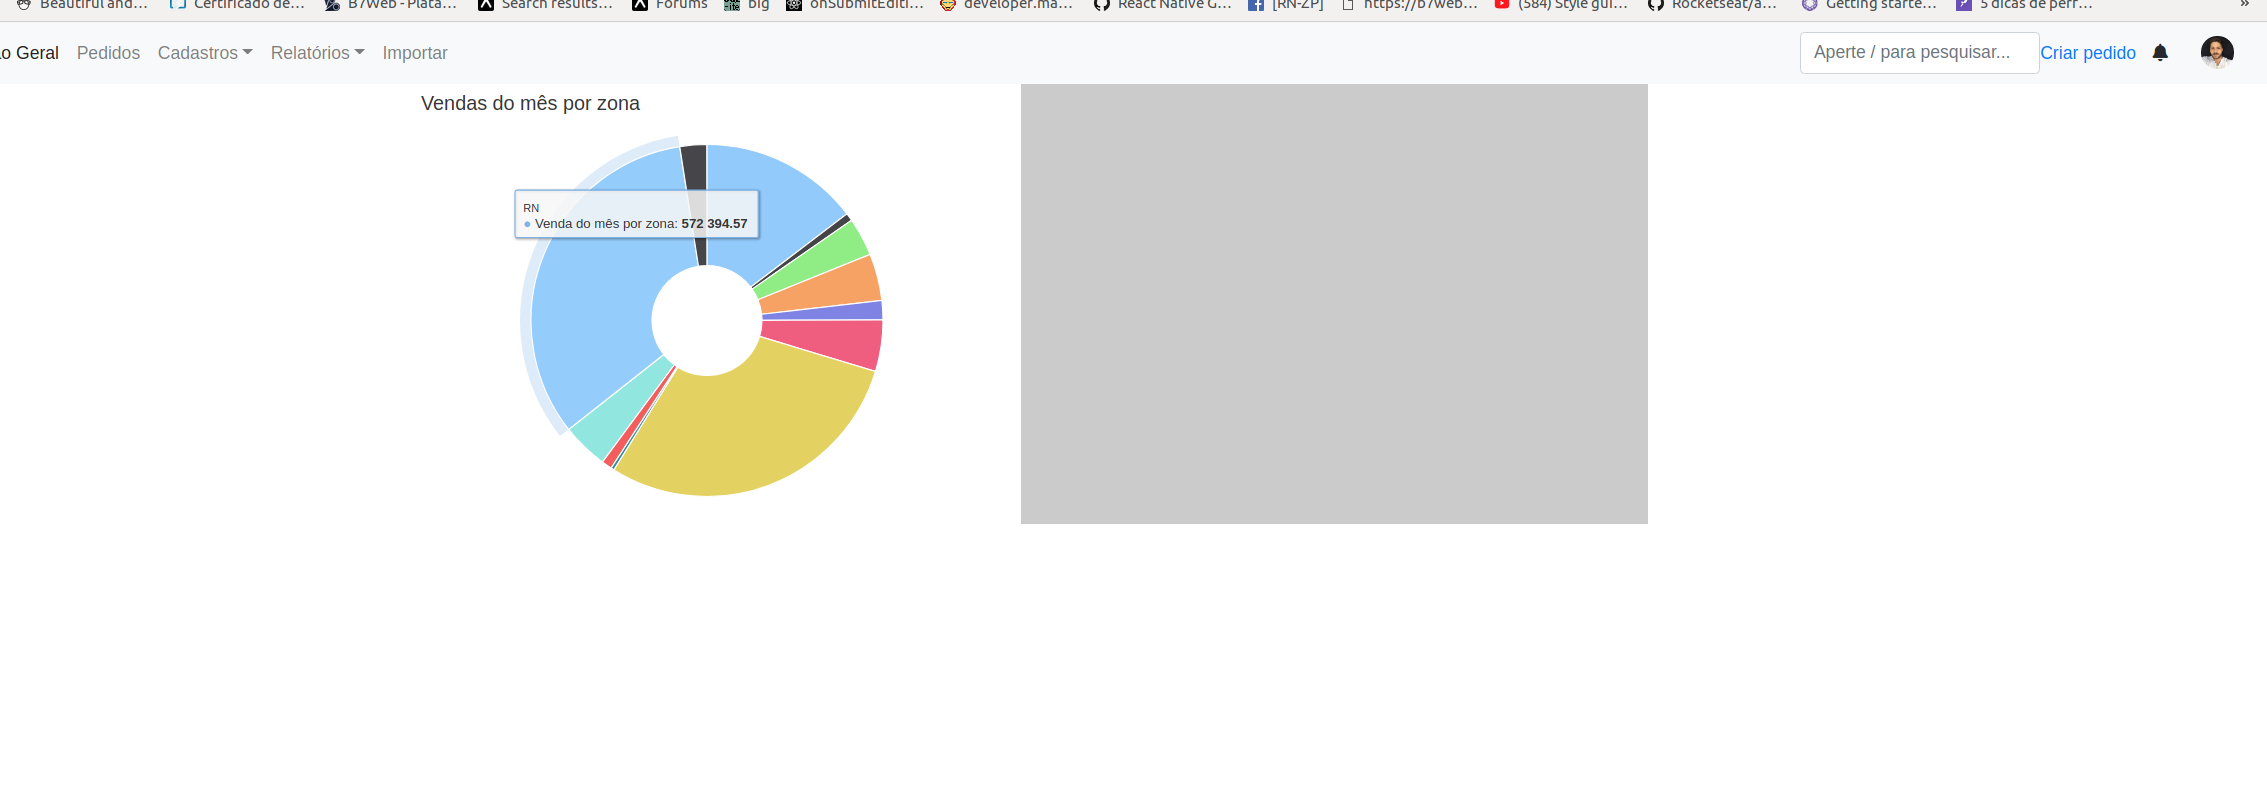 Beautiful and… Certificado de… B7Web - Plata… Search results… Forums big onSubmitEditi… developer.ma… React Native G… [RN-ZP] https://b7web… (584) Style gui… Rocketseat/a… Getting starte… 5 dicas de perf… »
o Geral Pedidos Cadastros Relatórios Importar Aperte / para pesquisar... Criar pedido
Vendas do mês por zona
RN
● Venda do mês por zona: 572 394.57